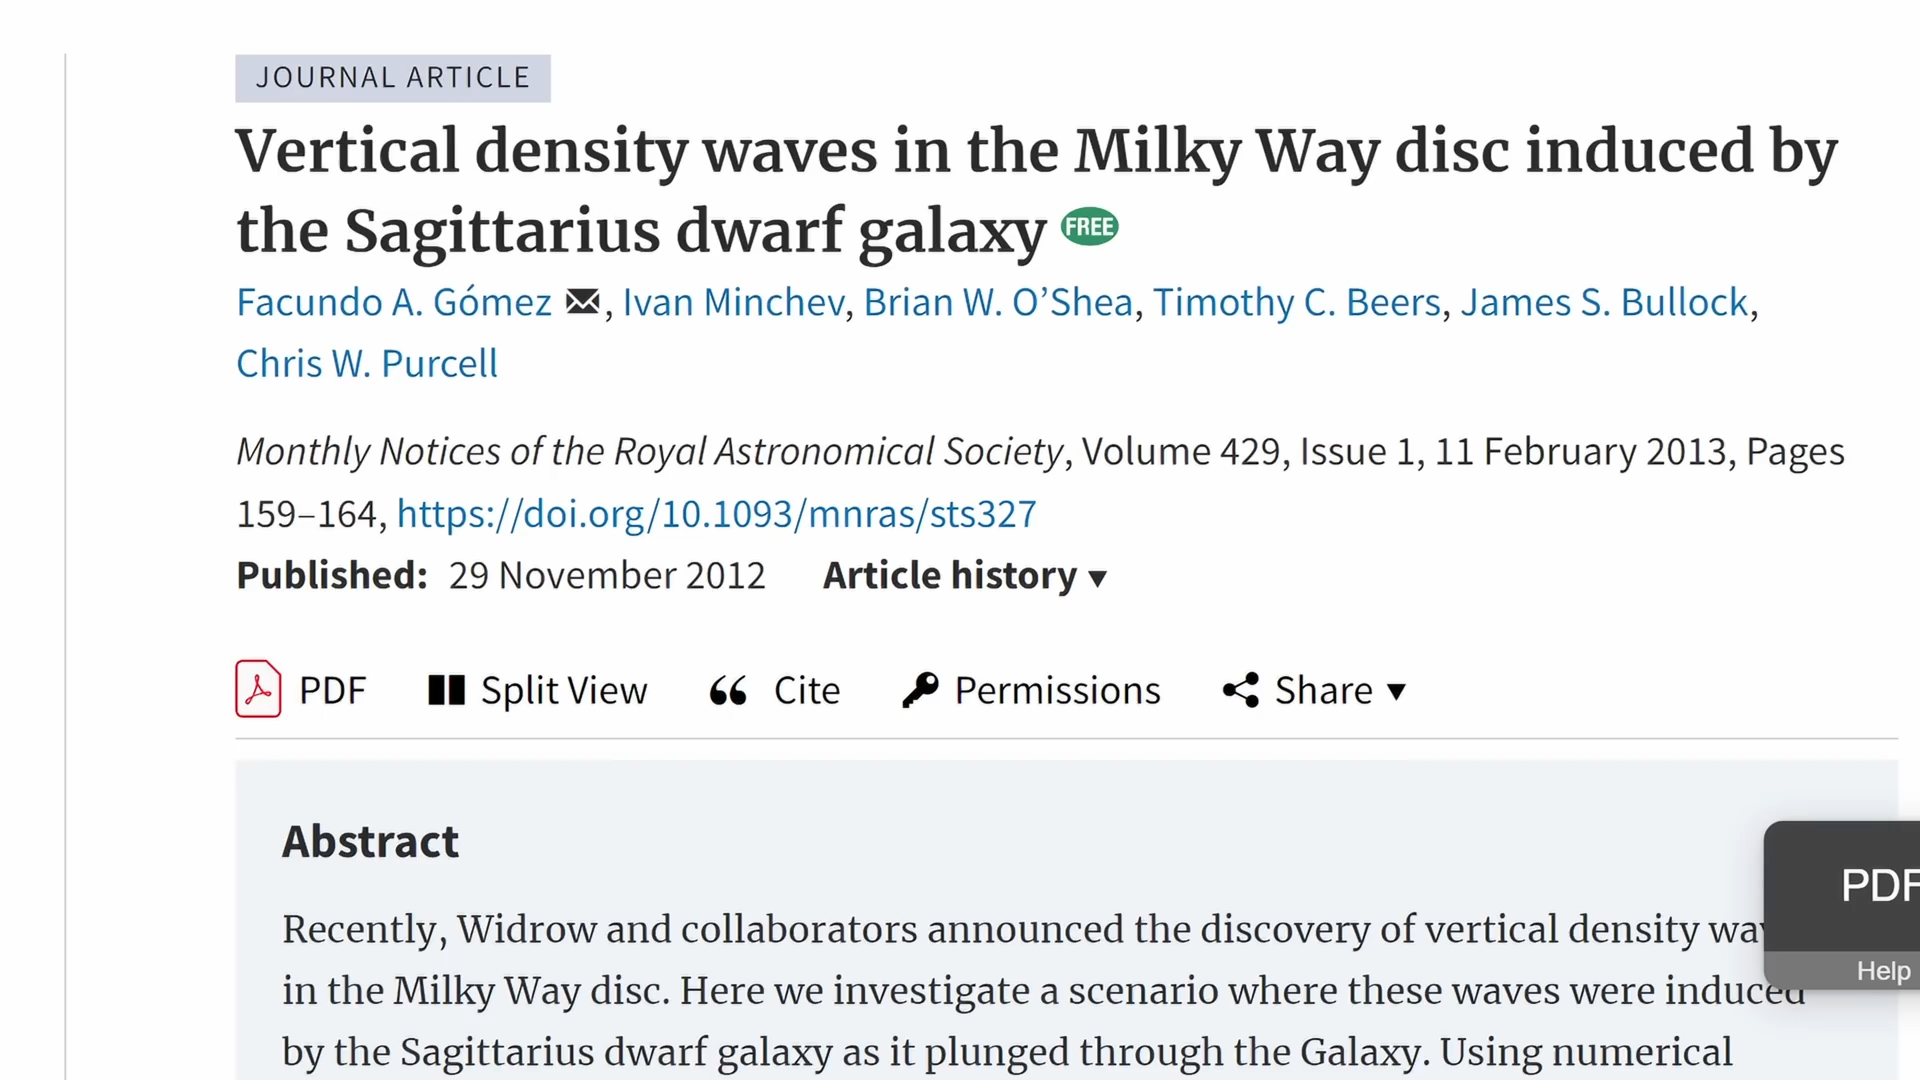 JOURNAL ARTICLE
Vertical density waves in the Milky Way disc induced by
the Sagittarius dwarf galaxy FREE
Facundo A. Gómez, Ivan Minchev, Brian W. O’Shea, Timothy C. Beers, James S. Bullock,
Chris W. Purcell
Monthly Notices of the Royal Astronomical Society, Volume 429, Issue 1, 11 February 2013, Pages
159–164, https://doi.org/10.1093/mnras/sts327
Published: 29 November 2012 Article history
PDF Split View Cite Permissions Share
Abstract
PDF
Recently, Widrow and collaborators announced the discovery of vertical density
Help
in the Milky Way disc. Here we investigate a scenario where these waves were induced
by the Sagittarius dwarf galaxy as it plunged through the Galaxy. Using numerical